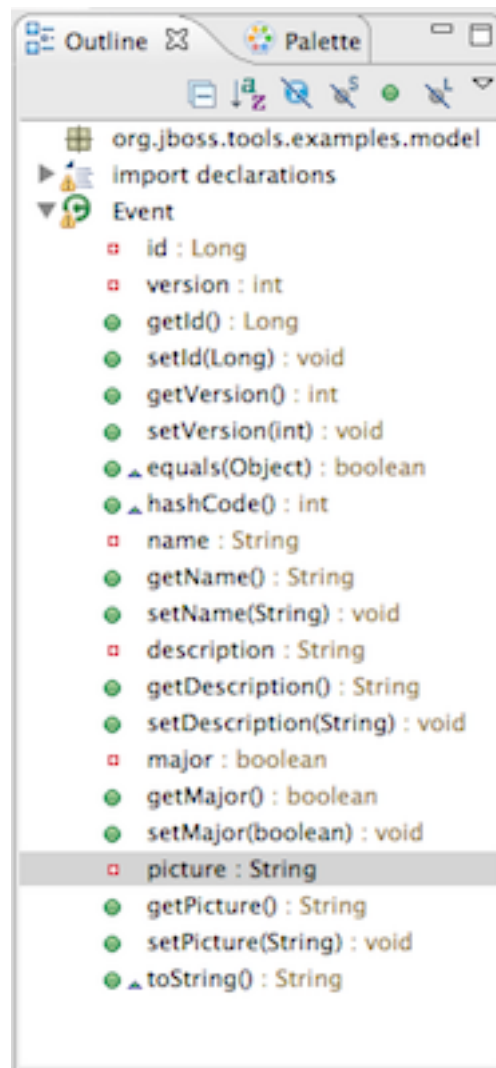 Outline Palette
org.jboss.tools.examples.model
import declarations
Event
id : Long
version : int
getId() : Long
setId(Long) : void
getVersion() : int
setVersion(int) : void
equals(Object) : boolean
hashCode() : int
name : String
getName() : String
setName(String) : void
description : String
getDescription() : String
setDescription(String) : void
major : boolean
getMajor() : boolean
setMajor(boolean) : void
picture : String
getPicture() : String
setPicture(String) : void
toString() : String